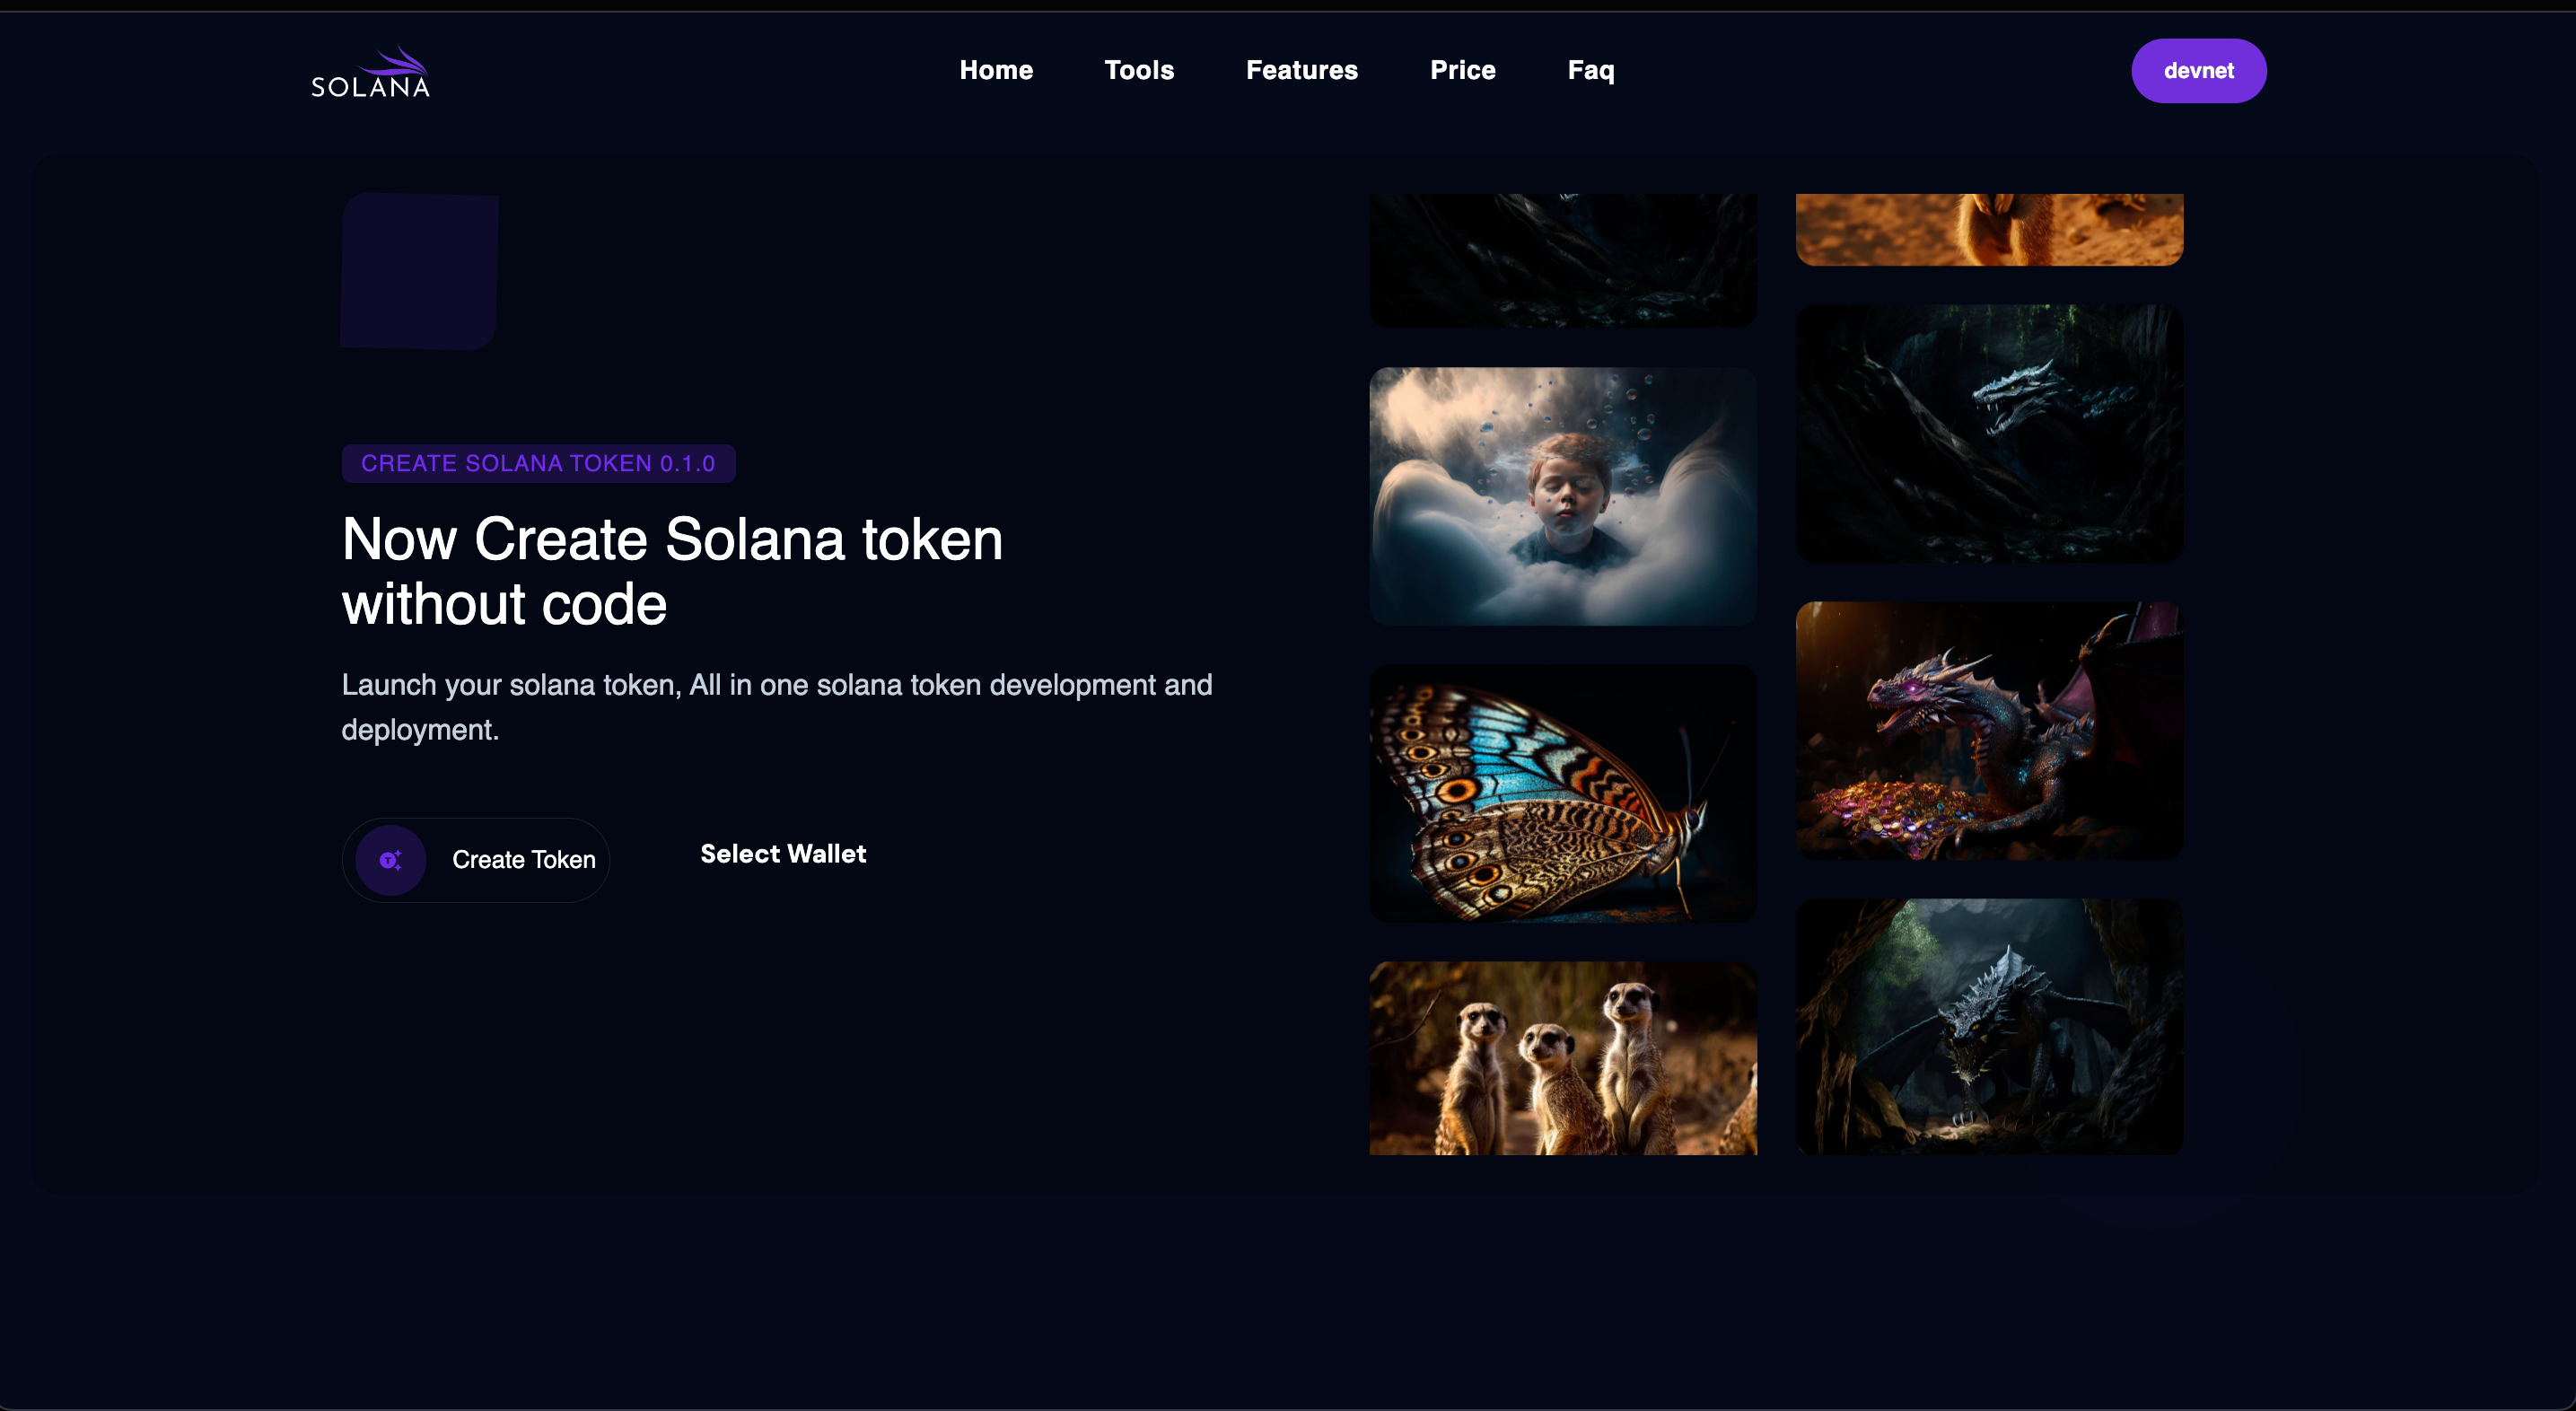 SOLANA
Home
Tools
Features
Price
Faq
devnet
CREATE SOLANA TOKEN 0.1.0
Now Create Solana token
without code
Launch your solana token, All in one solana token development and
deployment.
Create Token
Select Wallet